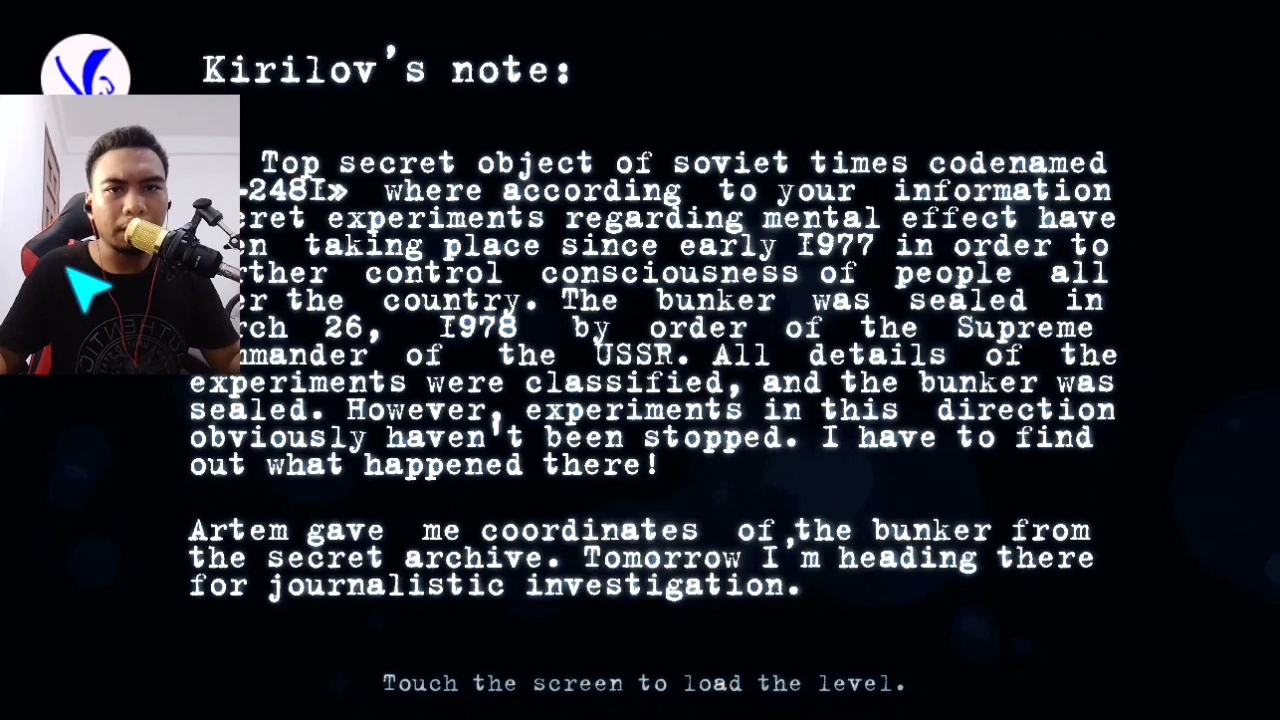 Kirilov's note:
Top secret object of soviet times codenamed
-248I» where according to your information
experiments regarding mental effect have
taking place since early I977 in order to
control consciousness of people all
the country. The bunker was sealed in
26, I978 by order of the Supreme
of the USSR. All details of the
experiments were classified, and the bunker was
sealed. However, experiments in this direction
obviously haven't been stopped. I have to find
out what happened there!
Artem gave me coordinates of the bunker from
the secret archive. Tomorrow I'm heading there
for journalistic investigation.
Touch the screen to load the level.